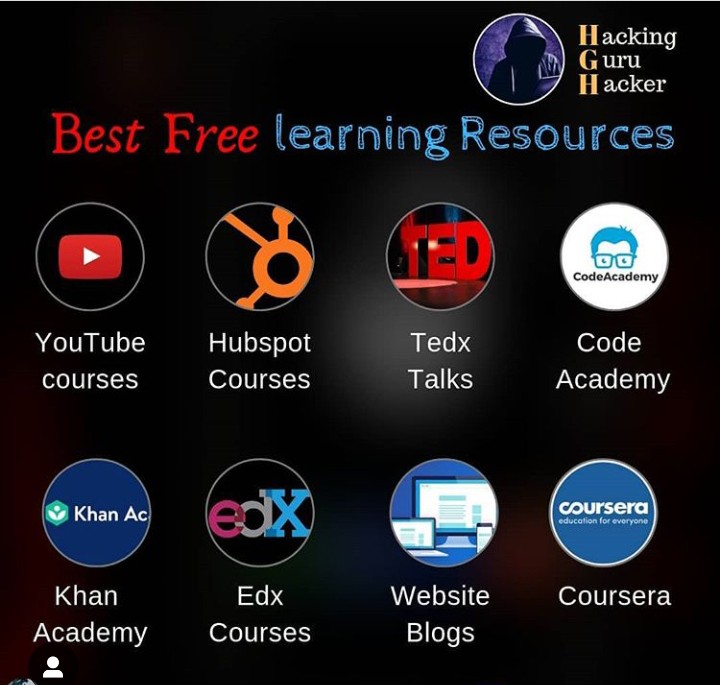 Hacking
Guru
Hacker
Best Free learning Resources
TED
CodeAcademy
YouTube courses
Hubspot Courses
Tedx Talks
Code Academy
Khan Ac
edX
coursera
education for everyone
Khan Academy
Edx Courses
Website Blogs
Coursera